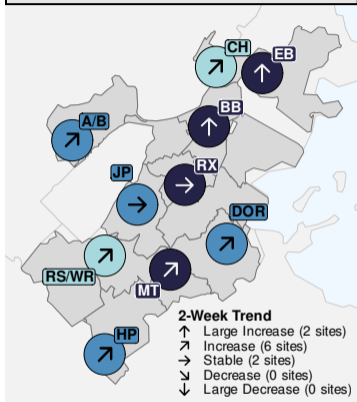 CH
EB
BB
A/B
RX
JP
DOR
RS/WR
MT
HP
2-Week Trend
↑ Large Increase (2 sites)
↗ Increase (6 sites)
→ Stable (2 sites)
↘ Decrease (0 sites)
↓ Large Decrease (0 sites)